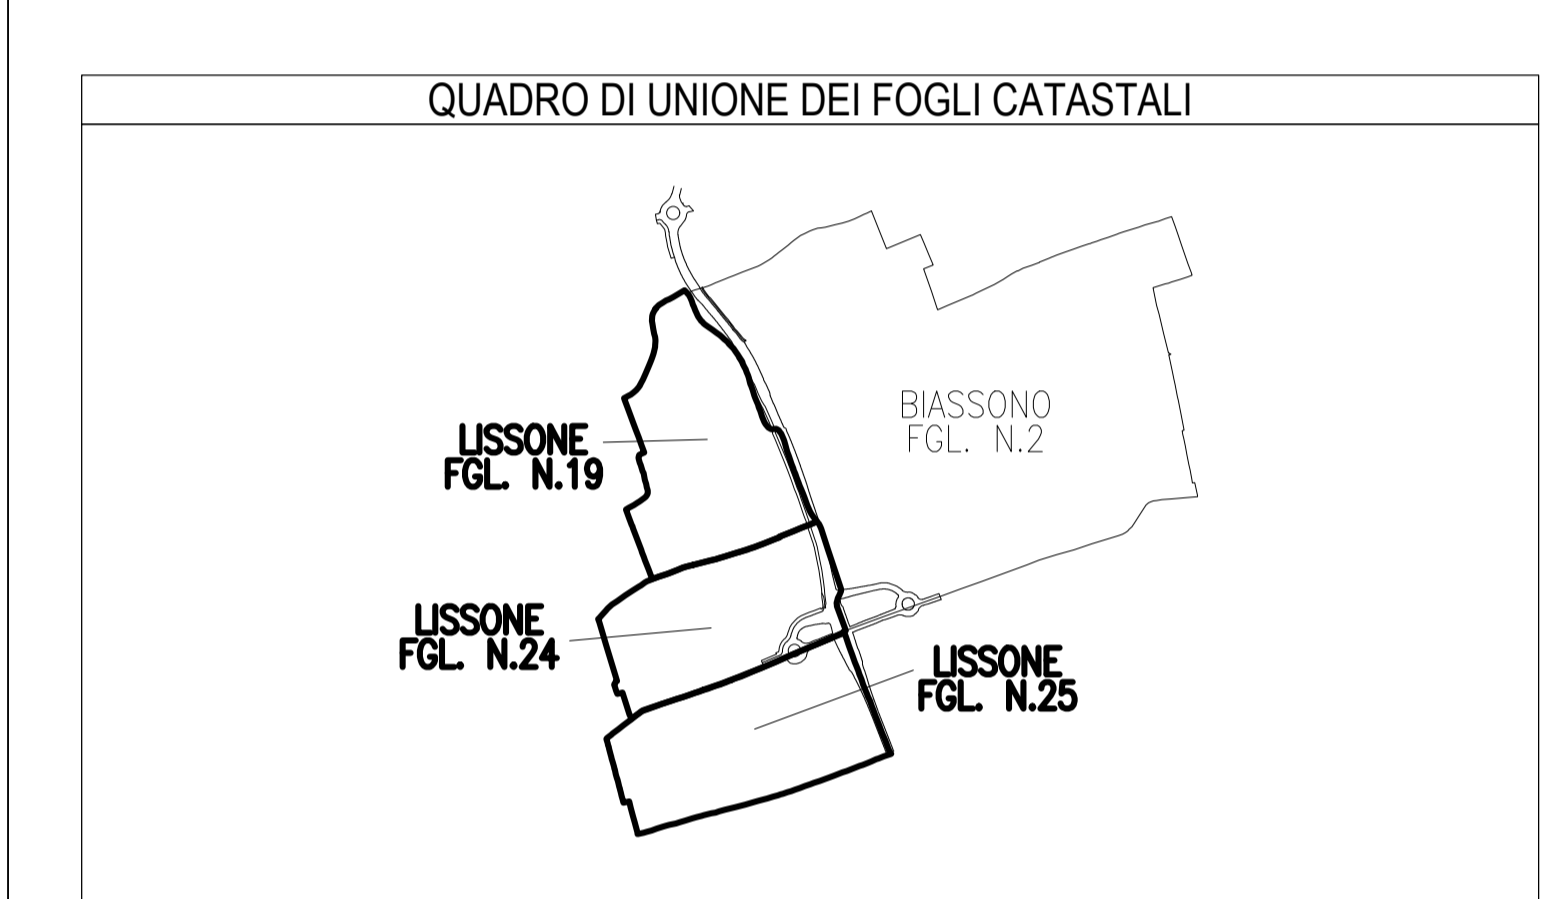 QUADRO DI UNIONE DEI FOGLI CATASTALI
BIASSONO
FGL. N.2
LISSONE
FGL. N.19
LISSONE
FGL. N.24
LISSONE
FGL. N.25